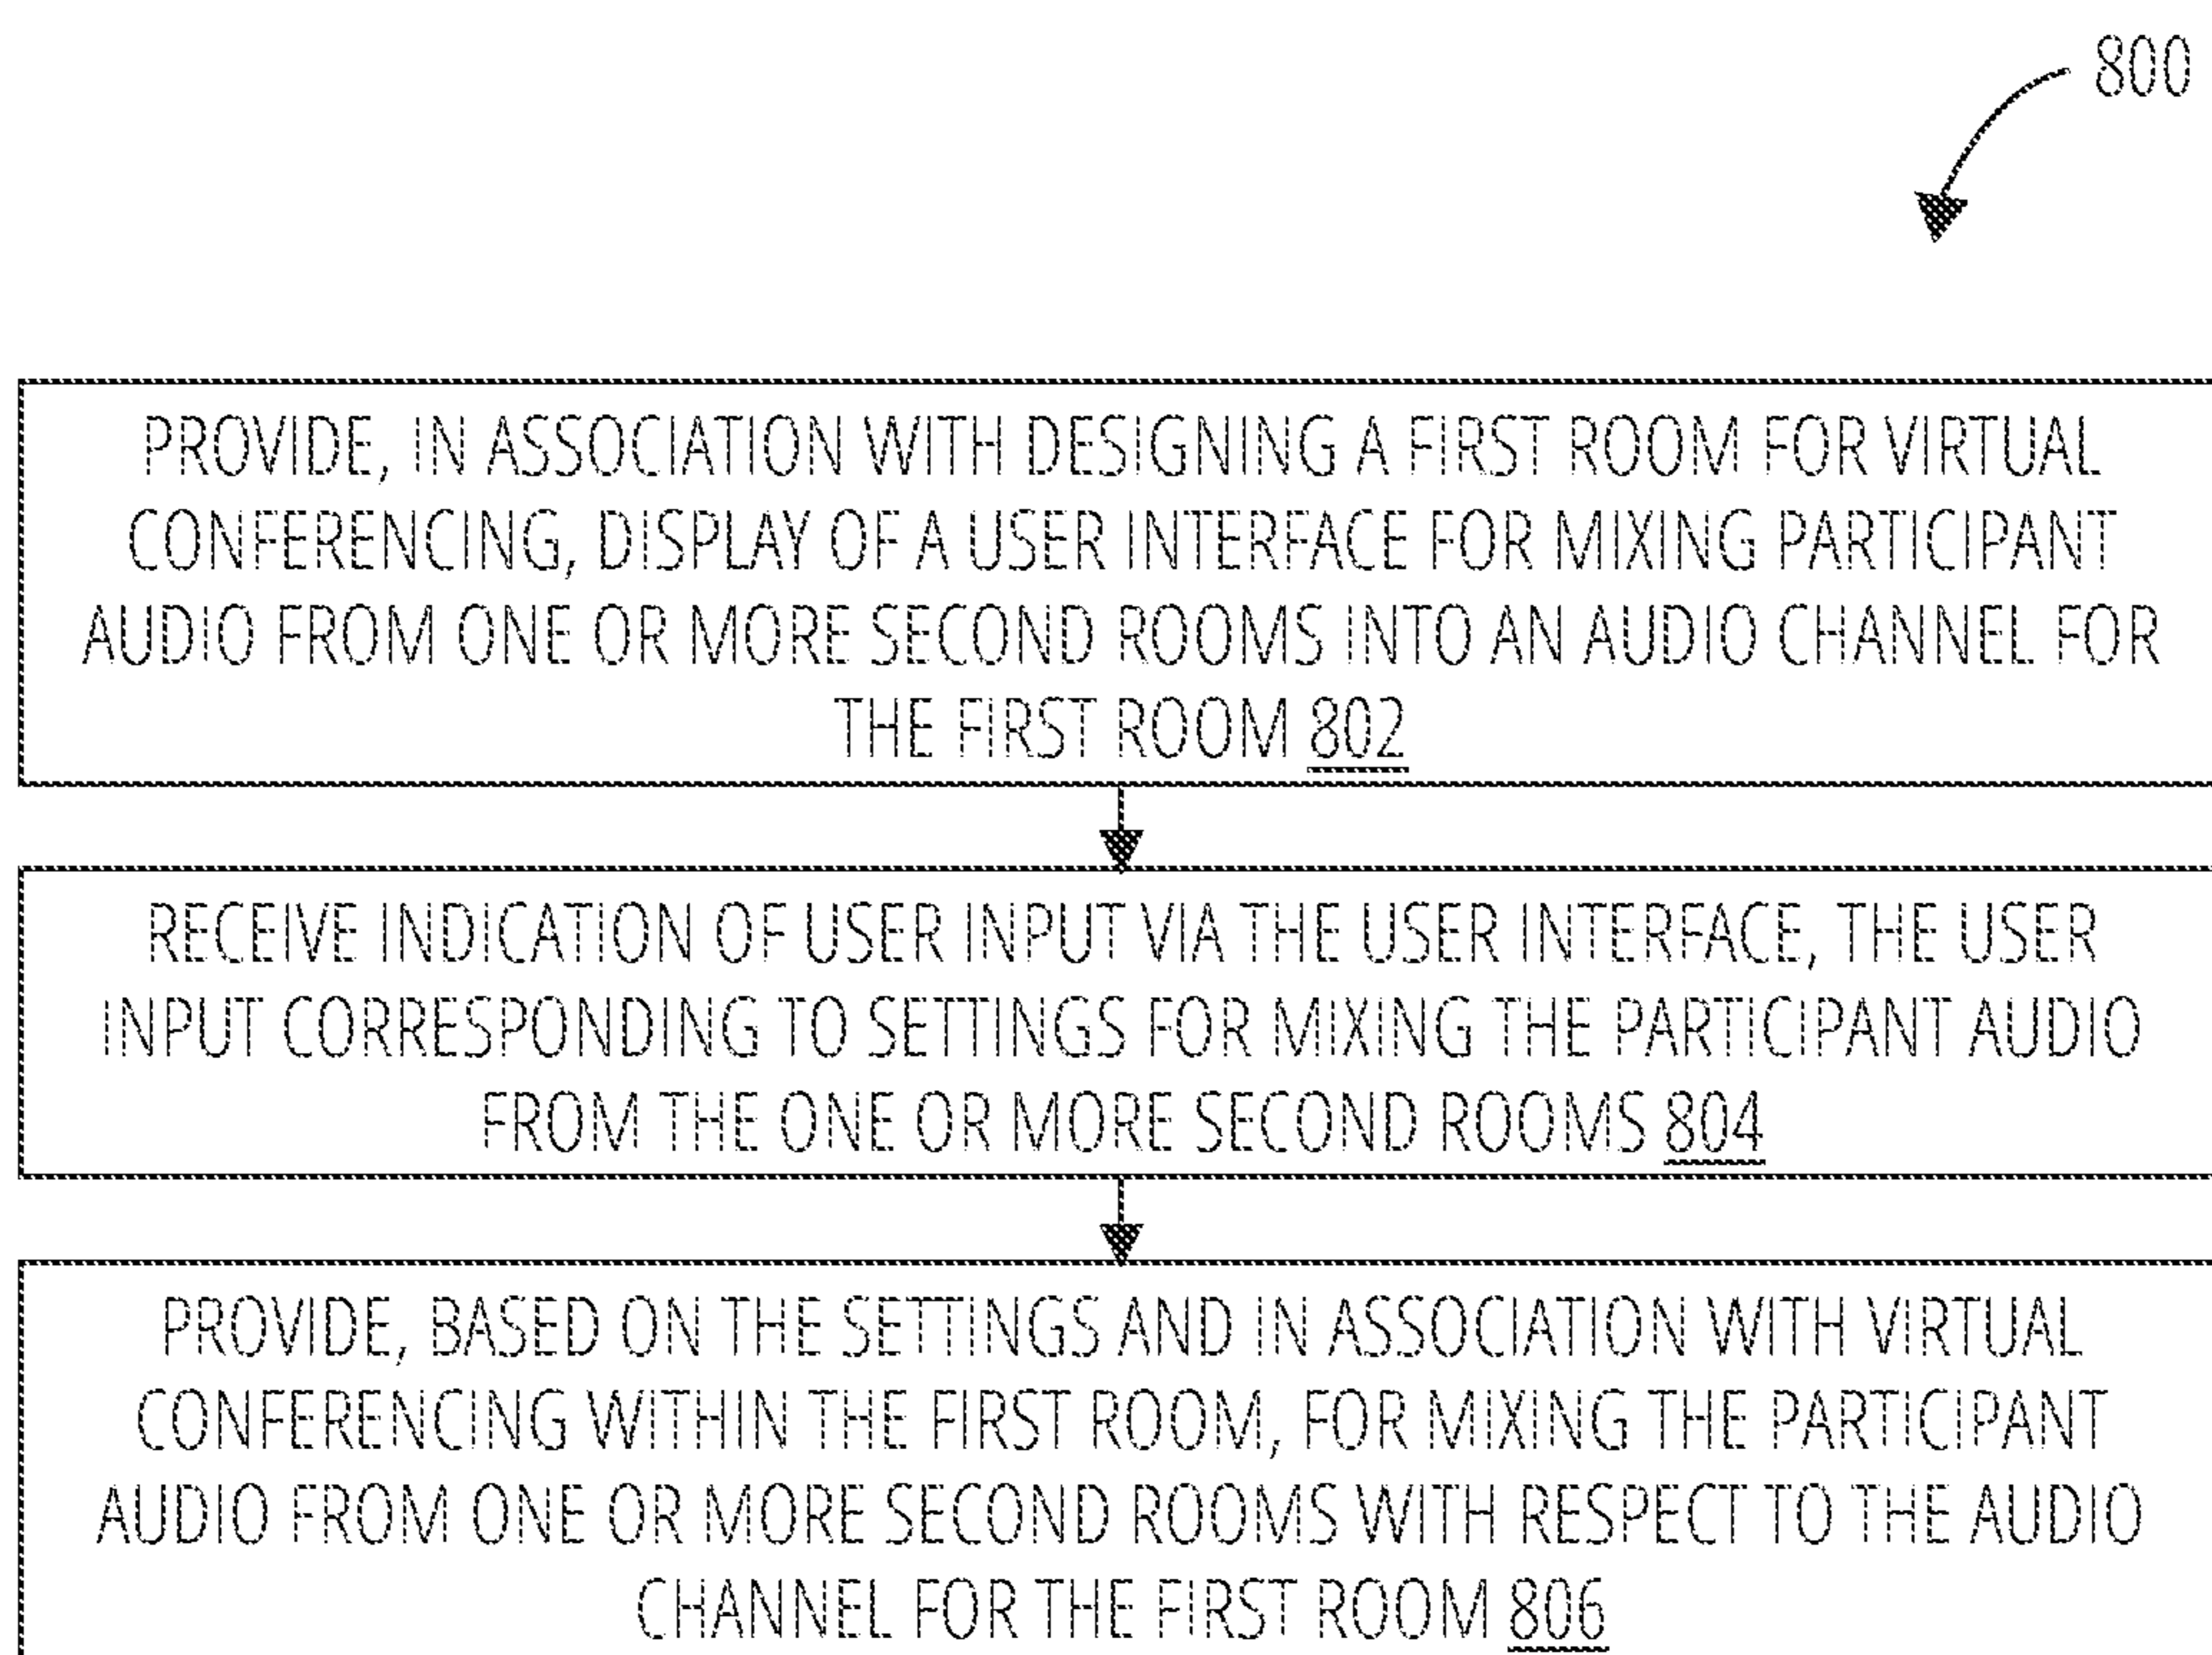 800
PROVIDE, IN ASSOCIATION WITH DESIGNING A FIRST ROOM FOR VIRTUAL
CONFERENCING, DISPLAY OF A USER INTERFACE FOR MIXING PARTICIPANT
AUDIO FROM ONE OR MORE SECOND ROOMS INTO AN AUDIO CHANNEL FOR
THE FIRST ROOM 802
RECEIVE INDICATION OF USER INPUT VIA THE USER INTERFACE, THE USER
INPUT CORRESPONDING TO SETTINGS FOR MIXING THE PARTICIPANT AUDIO
FROM THE ONE OR MORE SECOND ROOMS 804
PROVIDE, BASED ON THE SETTINGS AND IN ASSOCIATION WITH VIRTUAL
CONFERENCING WITHIN THE FIRST ROOM, FOR MIXING THE PARTICIPANT
AUDIO FROM ONE OR MORE SECOND ROOMS WITH RESPECT TO THE AUDIO
CHANNEL FOR THE FIRST ROOM 806